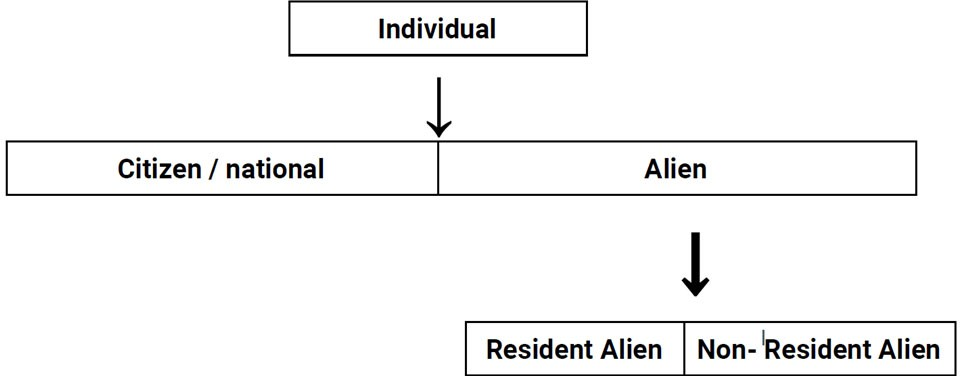 Individual
Citizen / national
Alien
Resident Alien
Non- Resident Alien